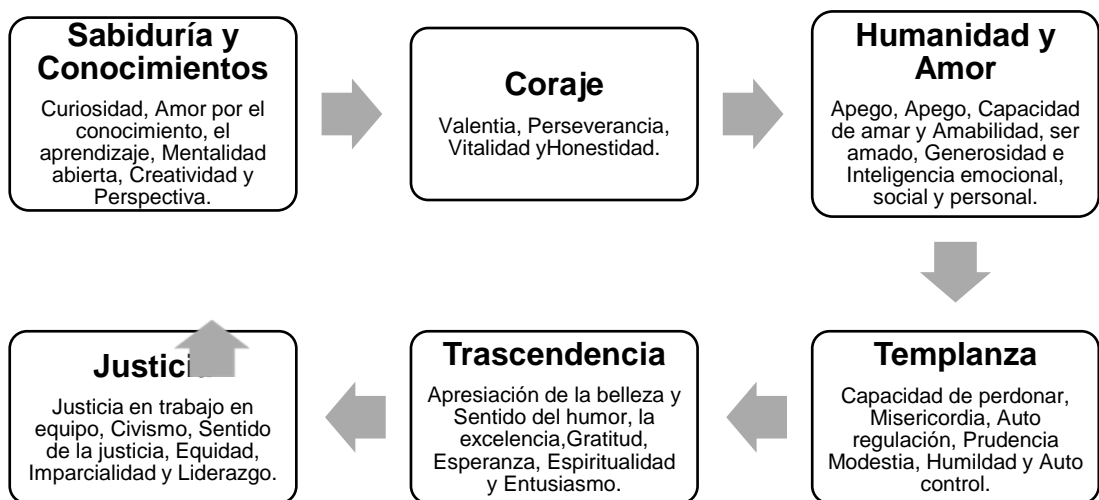 Sabiduría y
Conocimientos
Curiosidad, Amor por el
conocimiento, el
aprendizaje, Mentalidad
abierta, Creatividad y
Perspectiva.
Coraje
Valentia, Perseverancia,
Vitalidad yHonestidad.
Humanidad y
Amor
Apego, Apego, Capacidad
de amar y Amabilidad, ser
amado, Generosidad e
Inteligencia emocional,
social y personal.
Templanza
Capacidad de perdonar,
Misericordia, Auto
regulación, Prudencia
Modestia, Humildad y Auto
control.
Trascendencia
Apresiación de la belleza y
Sentido del humor, la
excelencia,Gratitud,
Esperanza, Espiritualidad
y Entusiasmo.
Justicia
Justicia en trabajo en
equipo, Civismo, Sentido
de la justicia, Equidad,
Imparcialidad y Liderazgo.